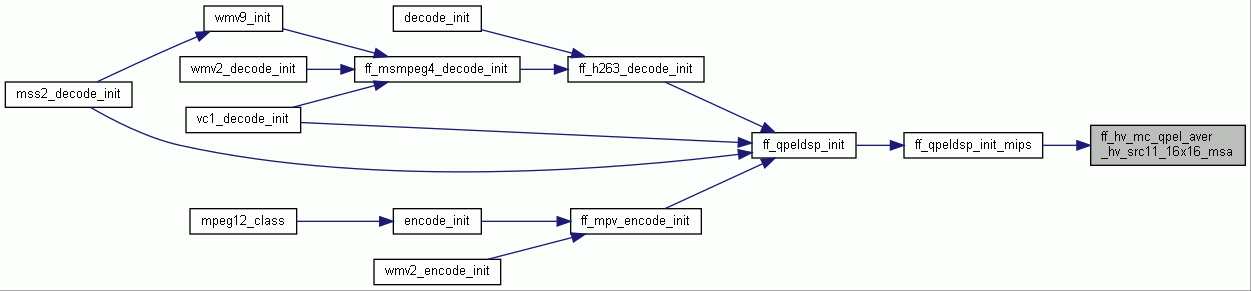 wmv9_init
decode_init
wmv2_decode_init
ff_msmpeg4_decode_init
ff_h263_decode_init
mss2_decode_init
vc1_decode_init
ff_qpeldsp_init
ff_qpeldsp_init_mips
ff_hv_mc_qpel_aver
_hv_src11_16x16_msa
mpeg12_class
encode_init
ff_mpv_encode_init
wmv2_encode_init